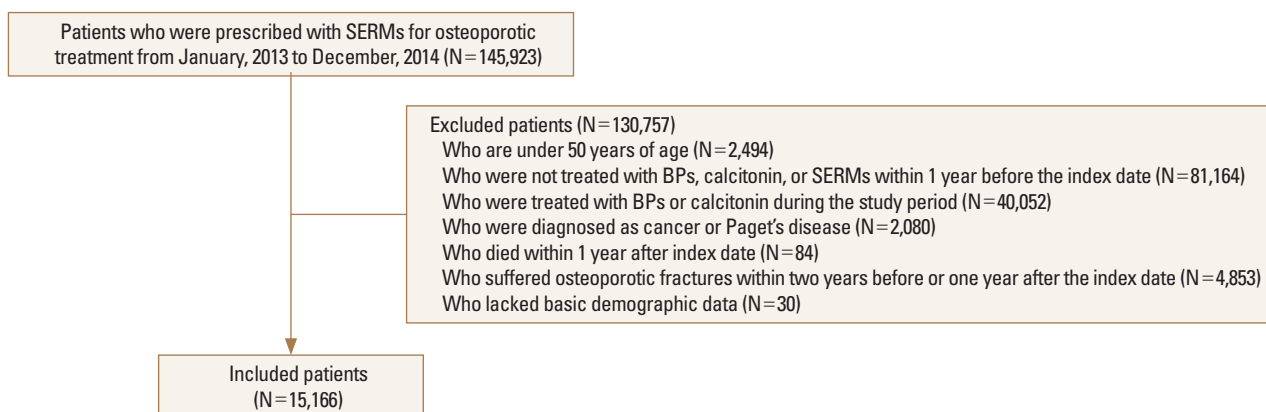 Patients who were prescribed with SERMs for osteoporotic
treatment from January, 2013 to December, 2014 (N=145,923)
Excluded patients (N=130,757)
Who are under 50 years of age (N=2,494)
Who were not treated with BPs, calcitonin, or SERMs within 1 year before the index date (N=81,164)
Who were treated with BPs or calcitonin during the study period (N=40,052)
Who were diagnosed as cancer or Paget's disease (N=2,080)
Who died within 1 year after index date (N=84)
Who suffered osteoporotic fractures within two years before or one year after the index date (N=4,853)
Who lacked basic demographic data (N=30)
Included patients
(N=15,166)